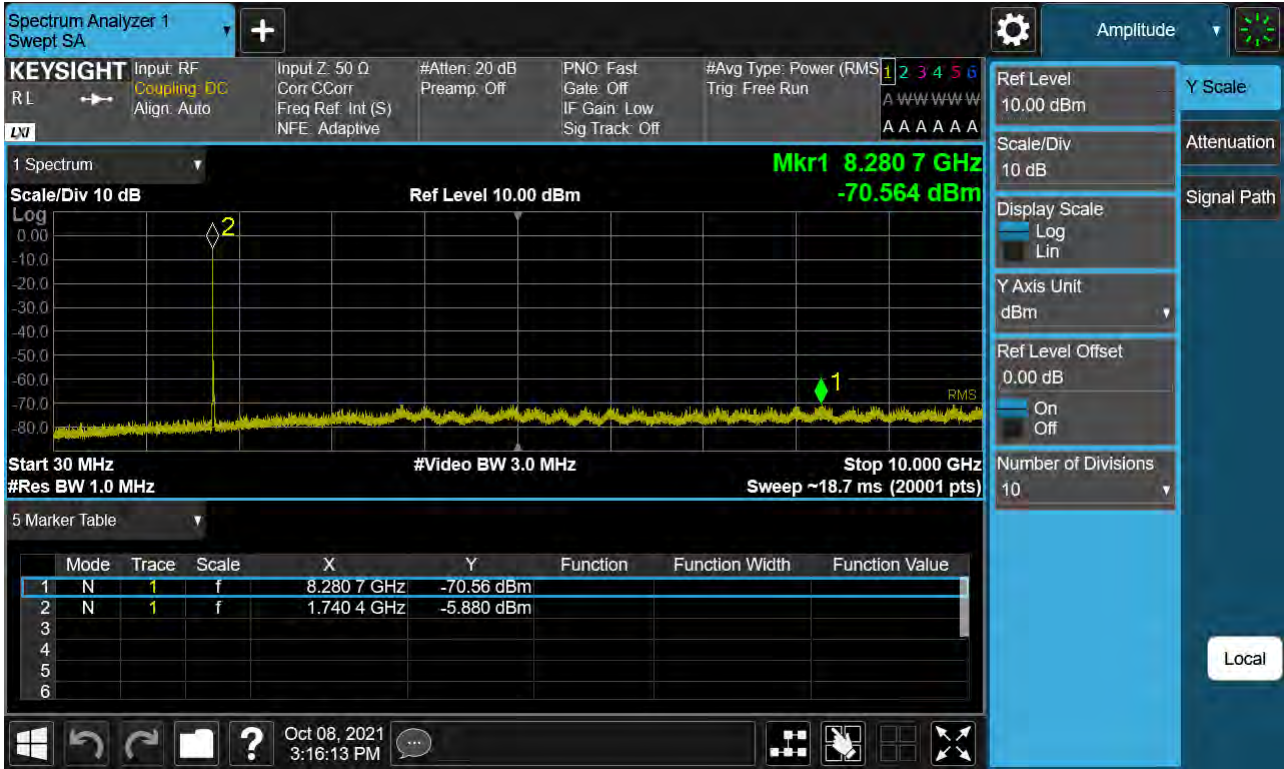 Spectrum Analyzer 1
Swept SA
Amplitude
KEYSIGHT
R L
LXI
Input: RF
Coupling: DC
Align: Auto
Input Z: 50 Ω
Corr CCorr
Freq Ref: Int (S)
NFE: Adaptive
#Atten: 20 dB
Preamp: Off
PNO: Fast
Gate: Off
IF Gain: Low
Sig Track: Off
#Avg Type: Power (RMS
Trig: Free Run
1 2 3 4 5 6
A W W W W W
A A A A A A
1 Spectrum
Mkr1 8.280 7 GHz
-70.564 dBm
Scale/Div 10 dB
Ref Level 10.00 dBm
Log
0.00
-10.0
-20.0
-30.0
-40.0
-50.0
-60.0
-70.0
-80.0
2
1
RMS
Start 30 MHz
#Video BW 3.0 MHz
Stop 10.000 GHz
#Res BW 1.0 MHz
Sweep ~18.7 ms (20001 pts)
5 Marker Table
Mode Trace Scale X Y Function Function Width Function Value
1 N 1 f 8.280 7 GHz -70.56 dBm
2 N 1 f 1.740 4 GHz -5.880 dBm
3
4
5
6
Ref Level
10.00 dBm
Scale/Div
10 dB
Display Scale
Log
Lin
Y Axis Unit
dBm
Ref Level Offset
0.00 dB
On
Off
Number of Divisions
10
Y Scale
Attenuation
Signal Path
Local
?
Oct 08, 2021
3:16:13 PM